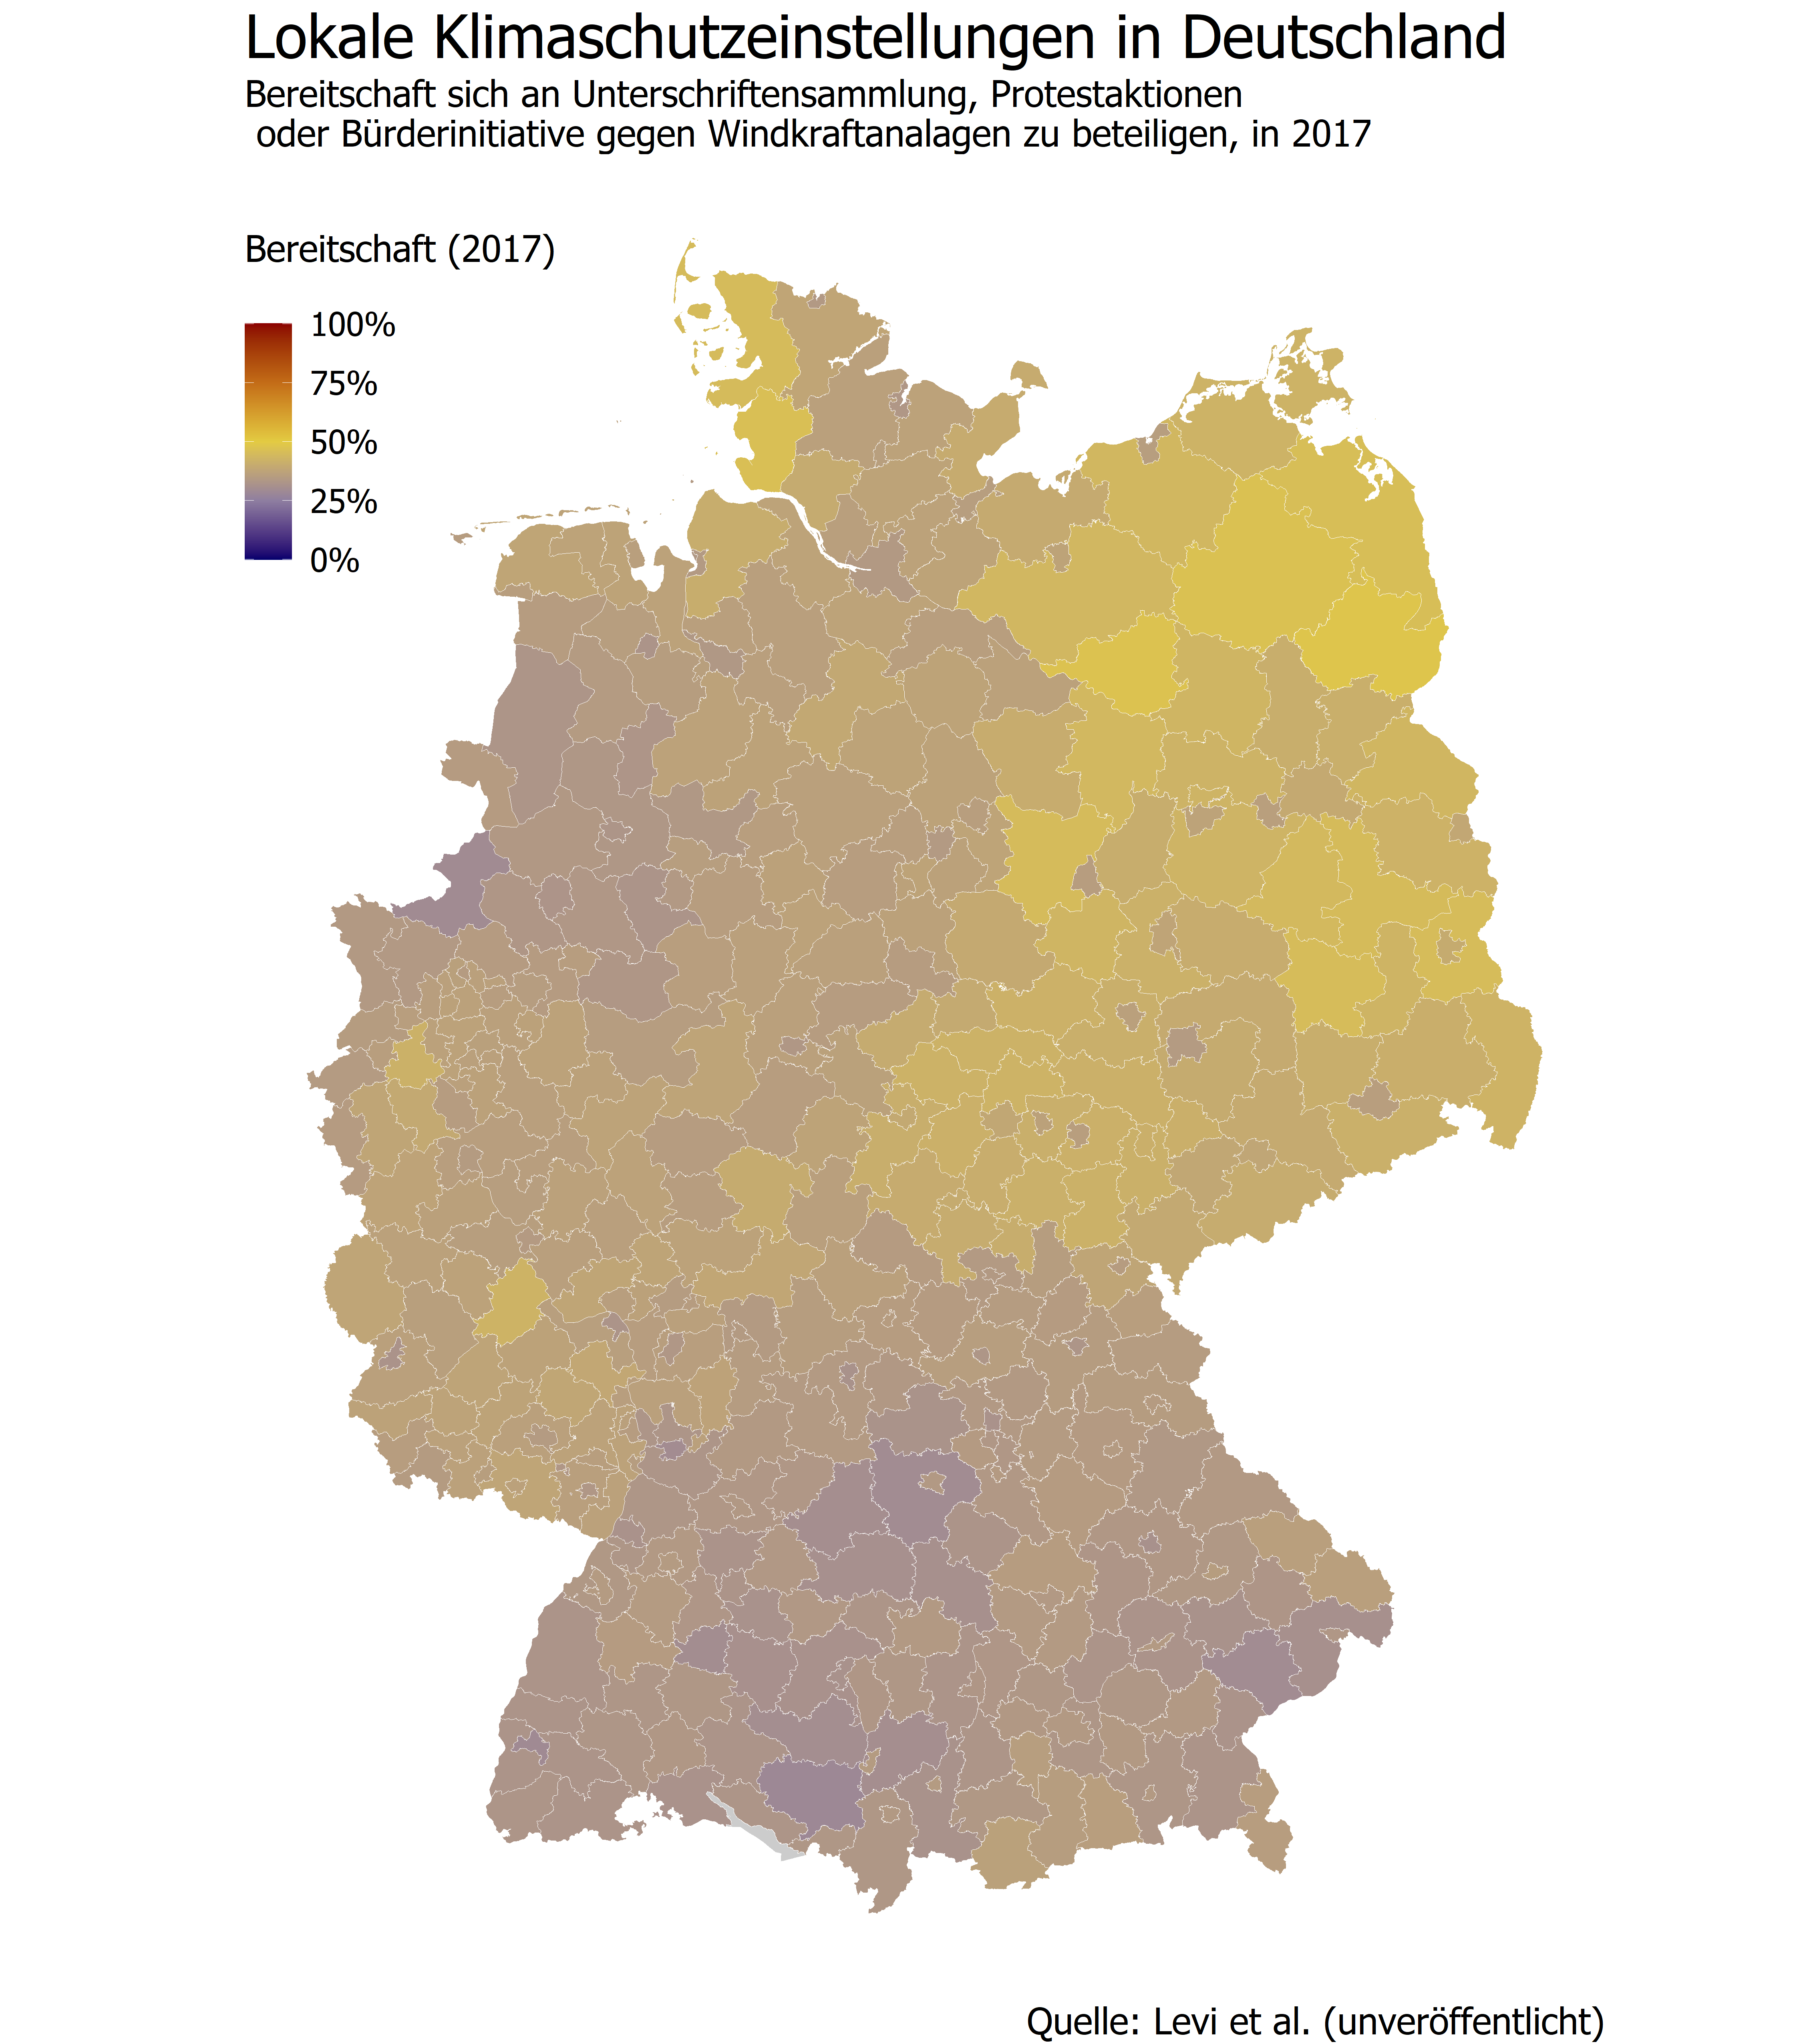 Lokale Klimaschutzeinstellungen in Deutschland
Bereitschaft sich an Unterschriftensammlung, Protestaktionen
oder Bürderinitiative gegen Windkraftanalagen zu beteiligen, in 2017
Bereitschaft (2017)
100%
75%
50%
25%
0%
Quelle: Levi et al. (unveröffentlicht)